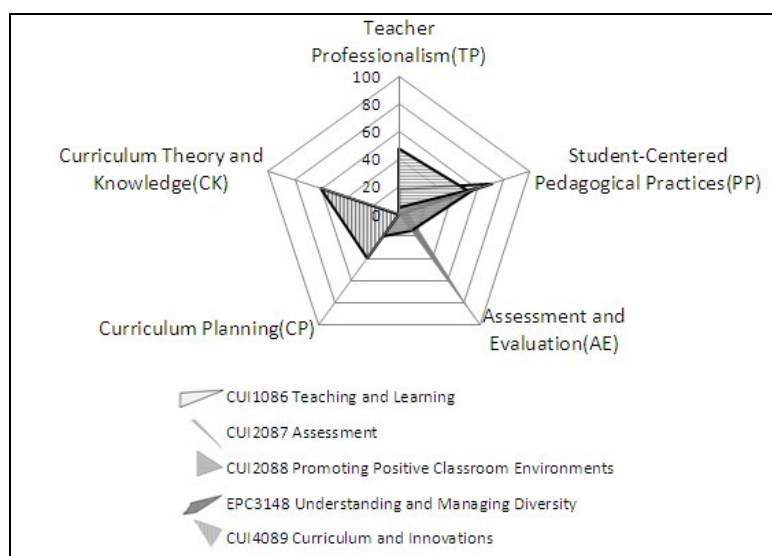 Teacher
Professionalism(TP)
100
80
60
40
20
0
Curriculum Theory and
Knowledge(CK)
Student-Centered
Pedagogical Practices(PP)
Curriculum Planning(CP)
Assessment and
Evaluation(AE)
CUI1086 Teaching and Learning
CUI2087 Assessment
CUI2088 Promoting Positive Classroom Environments
EPC3148 Understanding and Managing Diversity
CUI4089 Curriculum and Innovations